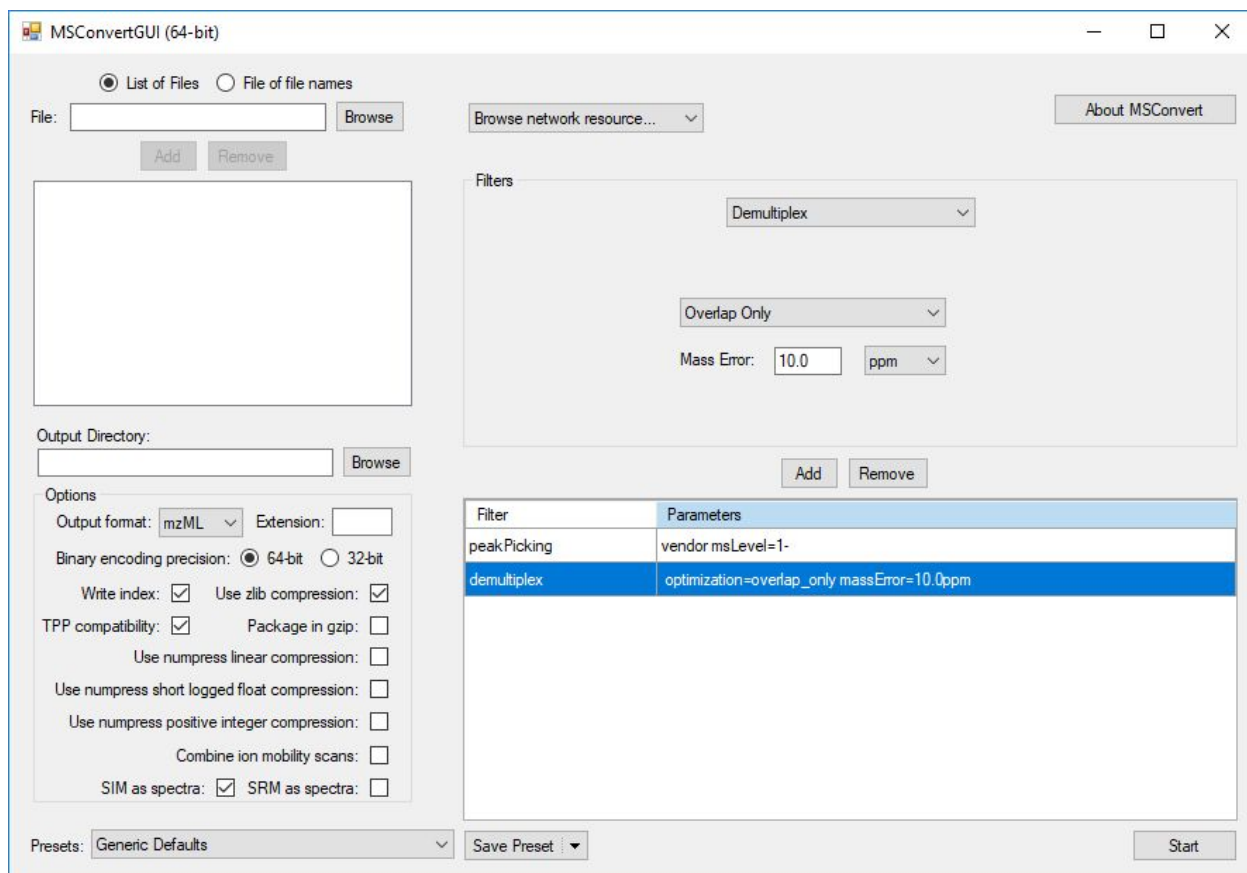 MSConvertGUI (64-bit)
List of Files File of file names
File: Browse
Add Remove
Browse network resource...
About MSConvert
Filters
Demultiplex
Overlap Only
Mass Error: 10.0 ppm
Output Directory:
Browse
Add Remove
Options
Output format: mzML Extension:
Binary encoding precision: 64-bit 32-bit
Write index: Use zlib compression:
TPP compatibility: Package in gzip:
Use numpress linear compression:
Use numpress short logged float compression:
Use numpress positive integer compression:
Combine ion mobility scans:
SIM as spectra: SRM as spectra:
Filter Parameters
peakPicking vendor msLevel=1-
demultiplex optimization=overlap_only massError=10.0ppm
Presets: Generic Defaults Save Preset Start